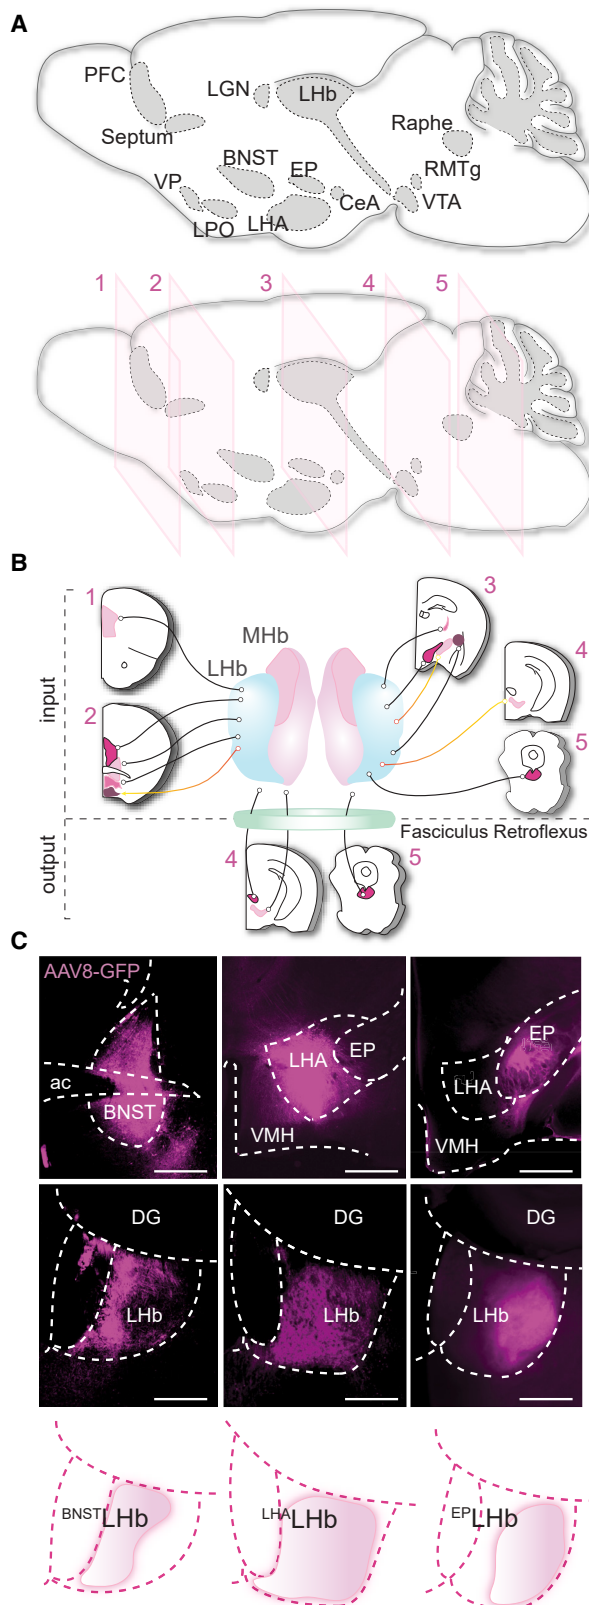 A
PFC
LGN
LHb
Septum
Raphe
BNST
EP
RMTg
VP
CeA
VTA
LPO
LHA
1
2
3
4
5
B
input
1
MHb
3
LHb
4
2
5
Fasciculus Retroflexus
output
4
5
C
AAV8-GFP
ac
BNST
LHA
EP
VMH
EP
LHA
VMH
DG
LHb
DG
LHb
DG
LHb
BNSTLHb
LHALHb
EPLHb